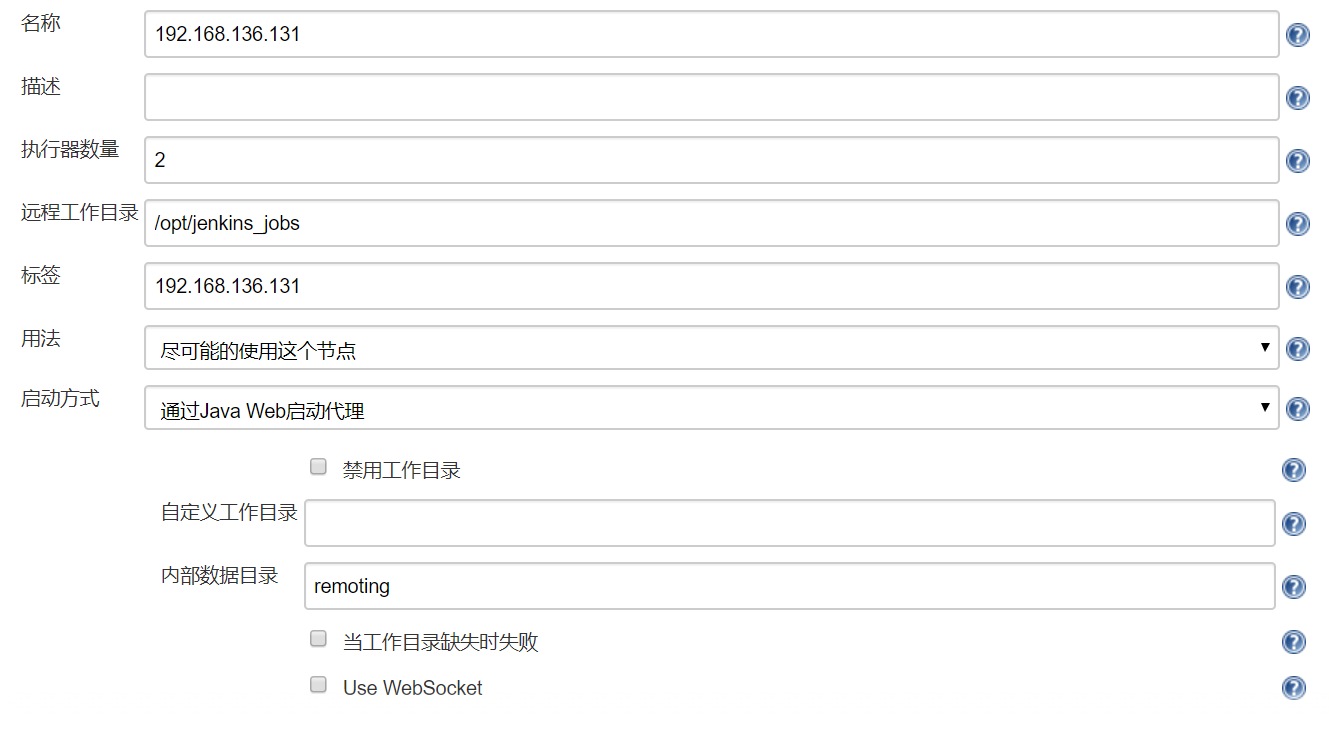 名称 192.168.136.131
描述
执行器数量 2
远程工作目录 /opt/jenkins_jobs
标签 192.168.136.131
用法 尽可能的使用这个节点
启动方式 通过Java Web启动代理
禁用工作目录
自定义工作目录
内部数据目录 remoting
当工作目录缺失时失败
Use WebSocket